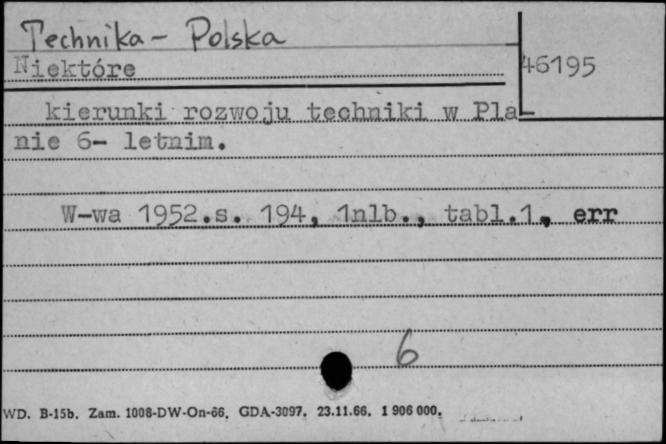 Technika - Polska
Niektóre
46195
kierunki rozwoju techniki w Pla-
nie 6- letnim.
W-wa 1952.s. 194, 1nlb., tabl.1, err
6
WD. B-15b. Zam. 1008-DW-On-66. GDA-3097. 23.11.66. 1 906 000.